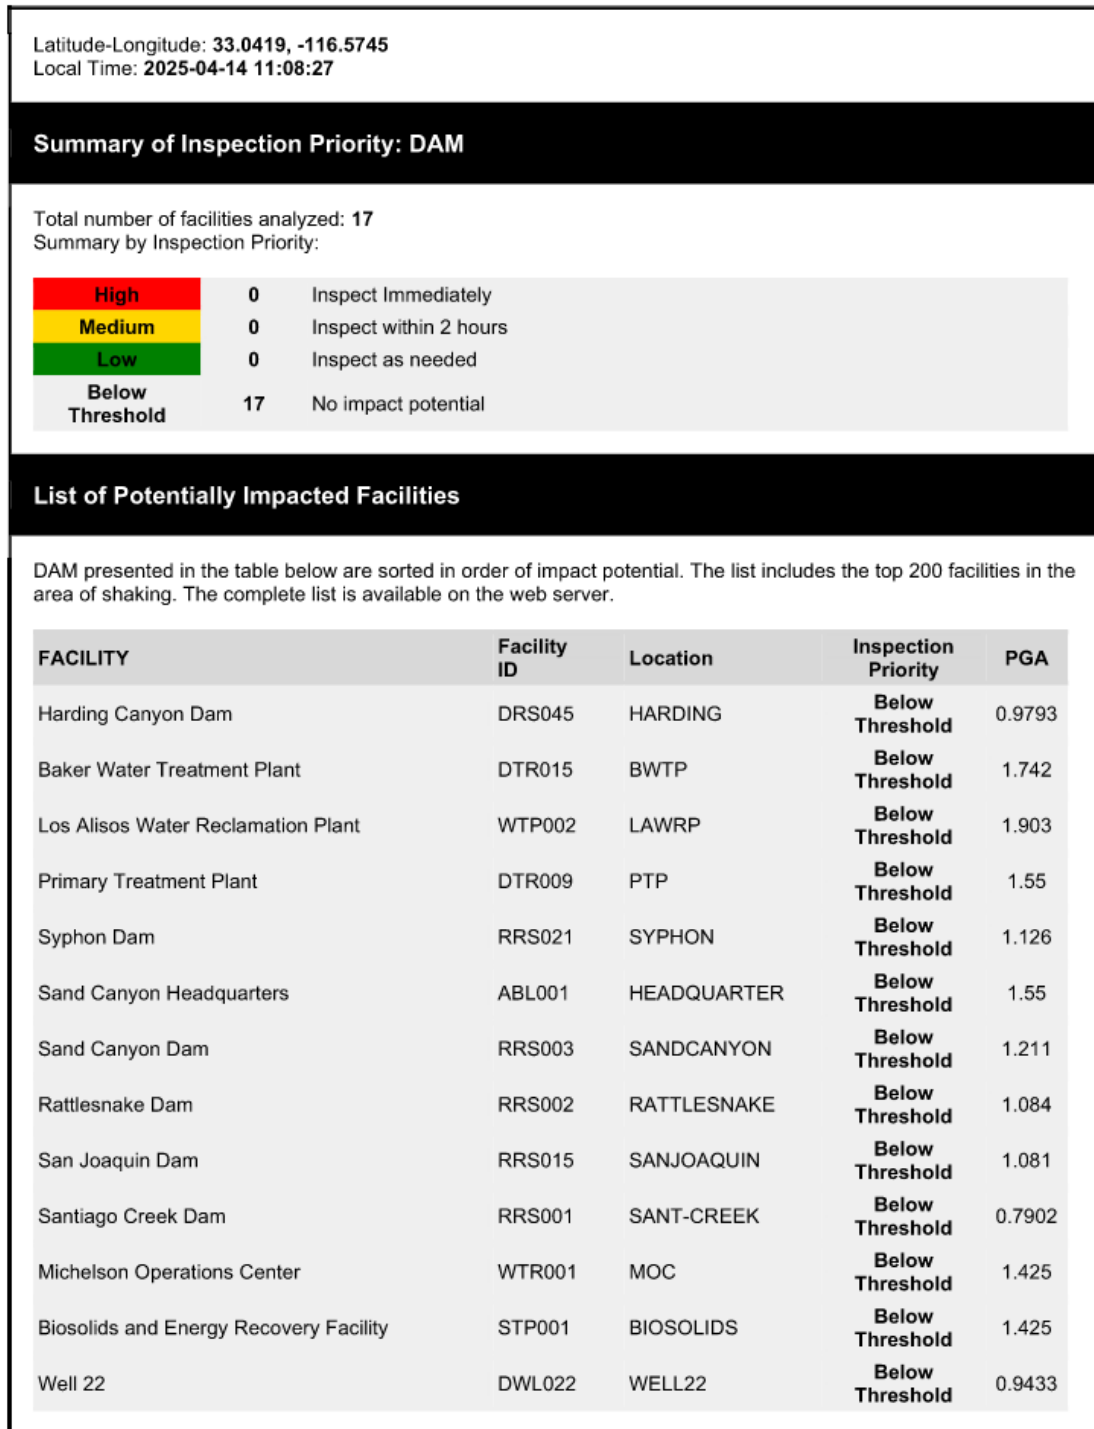 Latitude-Longitude: 33.0419, -116.5745
Local Time: 2025-04-14 11:08:27
Summary of Inspection Priority: DAM
Total number of facilities analyzed: 17
Summary by Inspection Priority:
High 0 Inspect Immediately
Medium 0 Inspect within 2 hours
Low 0 Inspect as needed
Below
Threshold 17 No impact potential
List of Potentially Impacted Facilities
DAM presented in the table below are sorted in order of impact potential. The list includes the top 200 facilities in the
area of shaking. The complete list is available on the web server.
FACILITY Facility ID Location Inspection Priority PGA
Harding Canyon Dam DRS045 HARDING Below Threshold 0.9793
Baker Water Treatment Plant DTR015 BWTP Below Threshold 1.742
Los Alisos Water Reclamation Plant WTP002 LAWRP Below Threshold 1.903
Primary Treatment Plant DTR009 PTP Below Threshold 1.55
Syphon Dam RRS021 SYPHON Below Threshold 1.126
Sand Canyon Headquarters ABL001 HEADQUARTER Below Threshold 1.55
Sand Canyon Dam RRS003 SANDCANYON Below Threshold 1.211
Rattlesnake Dam RRS002 RATTLESNAKE Below Threshold 1.084
San Joaquin Dam RRS015 SANJOAQUIN Below Threshold 1.081
Santiago Creek Dam RRS001 SANT-CREEK Below Threshold 0.7902
Michelson Operations Center WTR001 MOC Below Threshold 1.425
Biosolids and Energy Recovery Facility STP001 BIOSOLIDS Below Threshold 1.425
Well 22 DWL022 WELL22 Below Threshold 0.9433